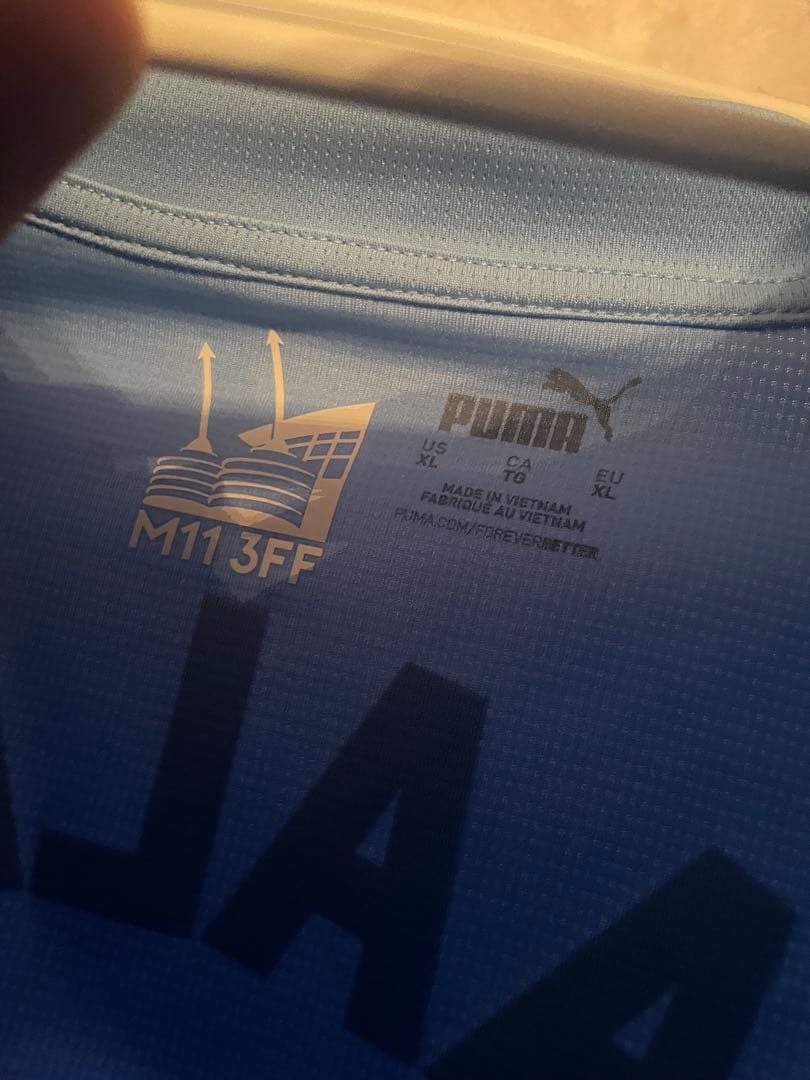 M11 3FF
PUMA
US CA EU
XL TG XL
MADE IN VIETNAM
FABRIQUÉ AU VIETNAM
PUMA.COM/FOREVERBETTER